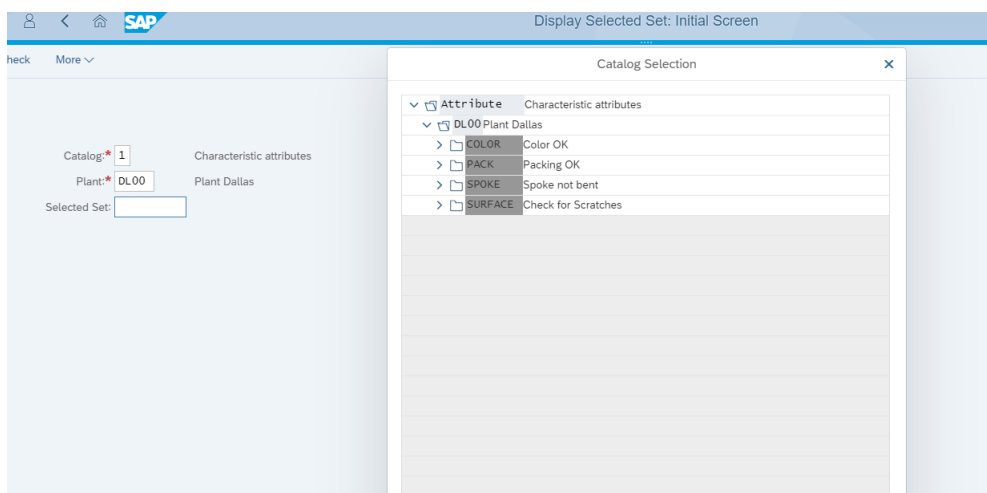 SAP
Display Selected Set: Initial Screen
heck More
Catalog Selection
Catalog:* 1 Characteristic attributes
Plant:* DL00 Plant Dallas
Selected Set:
Attribute Characteristic attributes
DL00 Plant Dallas
COLOR Color OK
PACK Packing OK
SPOKE Spoke not bent
SURFACE Check for Scratches